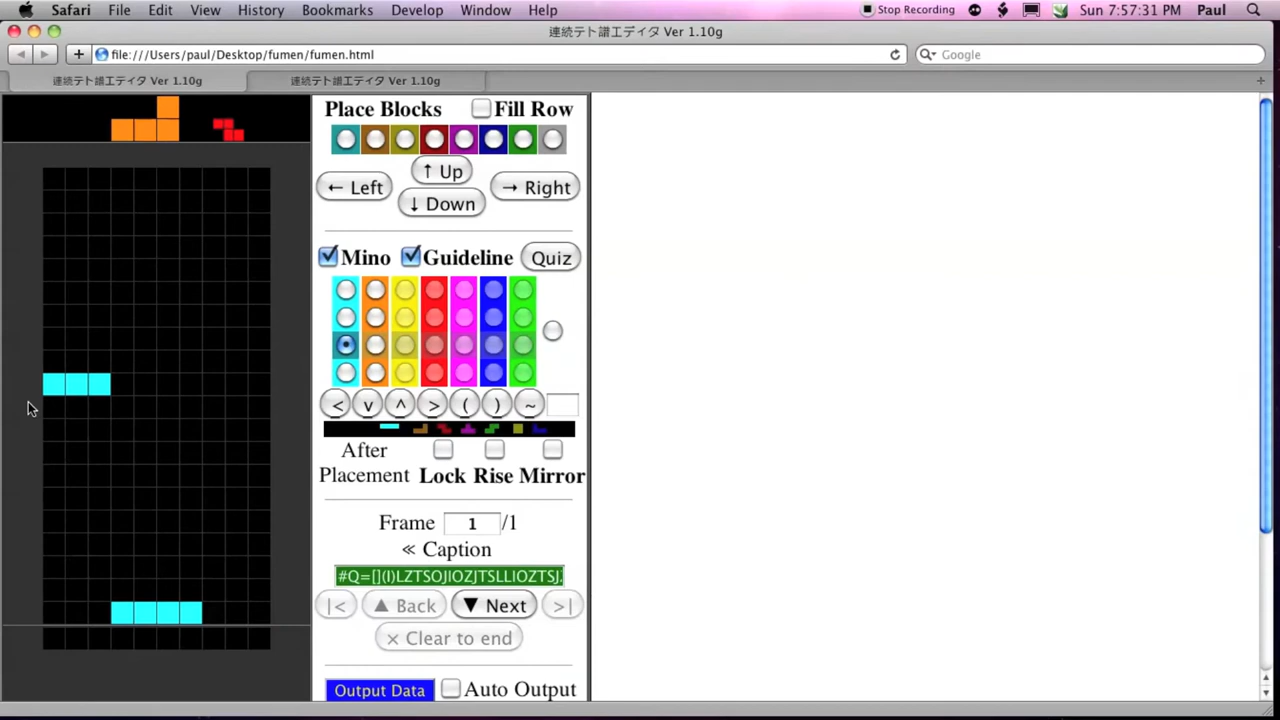 Safari File Edit View History Bookmarks Develop Window Help Stop Recording Sun 7:57:31 PM Paul
連続テト譜エディタ Ver 1.10g
file:///Users/paul/Desktop/fumen/fumen.html Google
連続テト譜エディタ Ver 1.10g 連続テト譜エディタ Ver 1.10g
Place Blocks Fill Row
↑ Up
← Left → Right
↓ Down
Mino Guideline Quiz
< v ^ > ( ) ~
After
Placement Lock Rise Mirror
Frame 1 /1
≪ Caption
#Q=[](I)LZTSOJIOZJTSLLIOZTSJ
|< ▲ Back ▼ Next >|
× Clear to end
Output Data Auto Output